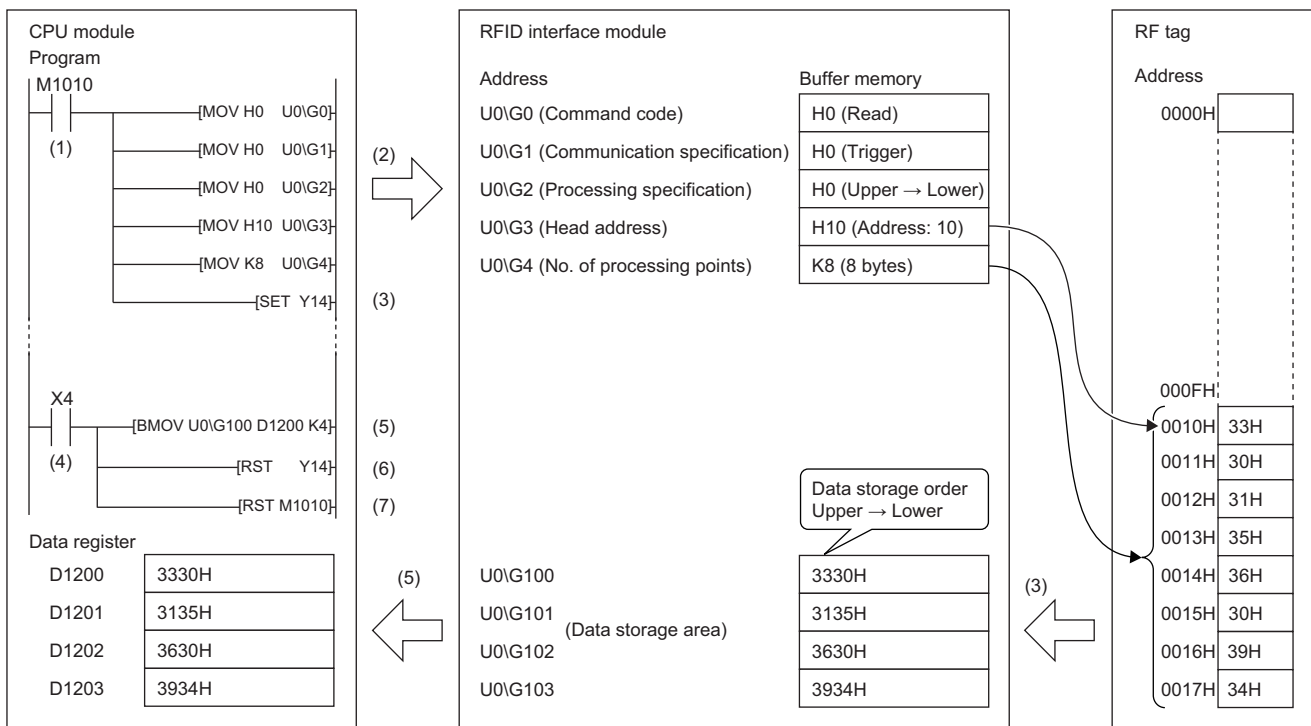 CPU module
Program
M1010
(1)
[MOV H0 U0\G0]
[MOV H0 U0\G1]
[MOV H0 U0\G2]
[MOV H10 U0\G3]
[MOV K8 U0\G4]
[SET Y14]
(2)
(3)
X4
(4)
[BMOV U0\G100 D1200 K4]
[RST Y14]
[RST M1010]
(5)
(6)
(7)
Data register
D1200 3330H
D1201 3135H
D1202 3630H
D1203 3934H
(5)
RFID interface module
Address Buffer memory
U0\G0 (Command code) H0 (Read)
U0\G1 (Communication specification) H0 (Trigger)
U0\G2 (Processing specification) H0 (Upper → Lower)
U0\G3 (Head address) H10 (Address: 10)
U0\G4 (No. of processing points) K8 (8 bytes)
Data storage order
Upper → Lower
U0\G100 3330H
U0\G101 3135H
(Data storage area)
U0\G102 3630H
U0\G103 3934H
(3)
RF tag
Address
0000H
000FH
0010H 33H
0011H 30H
0012H 31H
0013H 35H
0014H 36H
0015H 30H
0016H 39H
0017H 34H